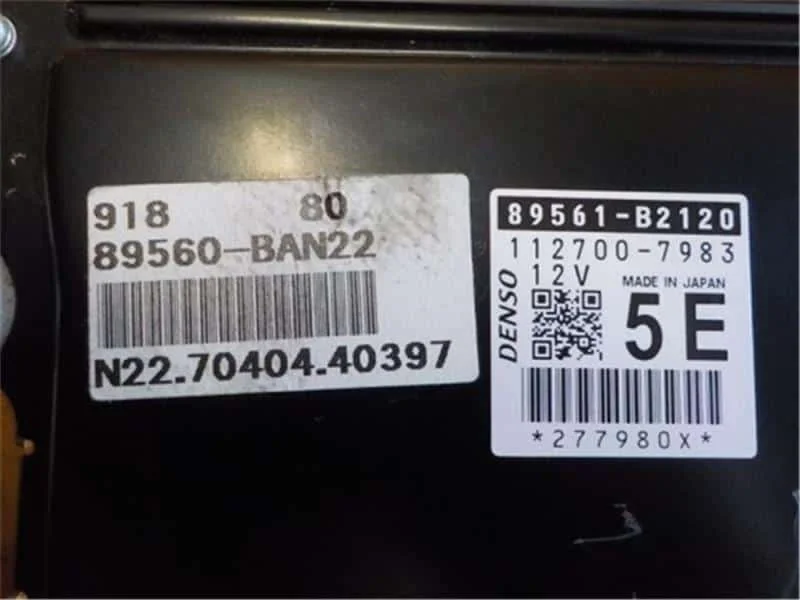 918 80
89560-BAN22
N22.70404.40397
89561-B2120
112700-7983
12V
DENSO
MADE IN JAPAN
5E
*277980X*